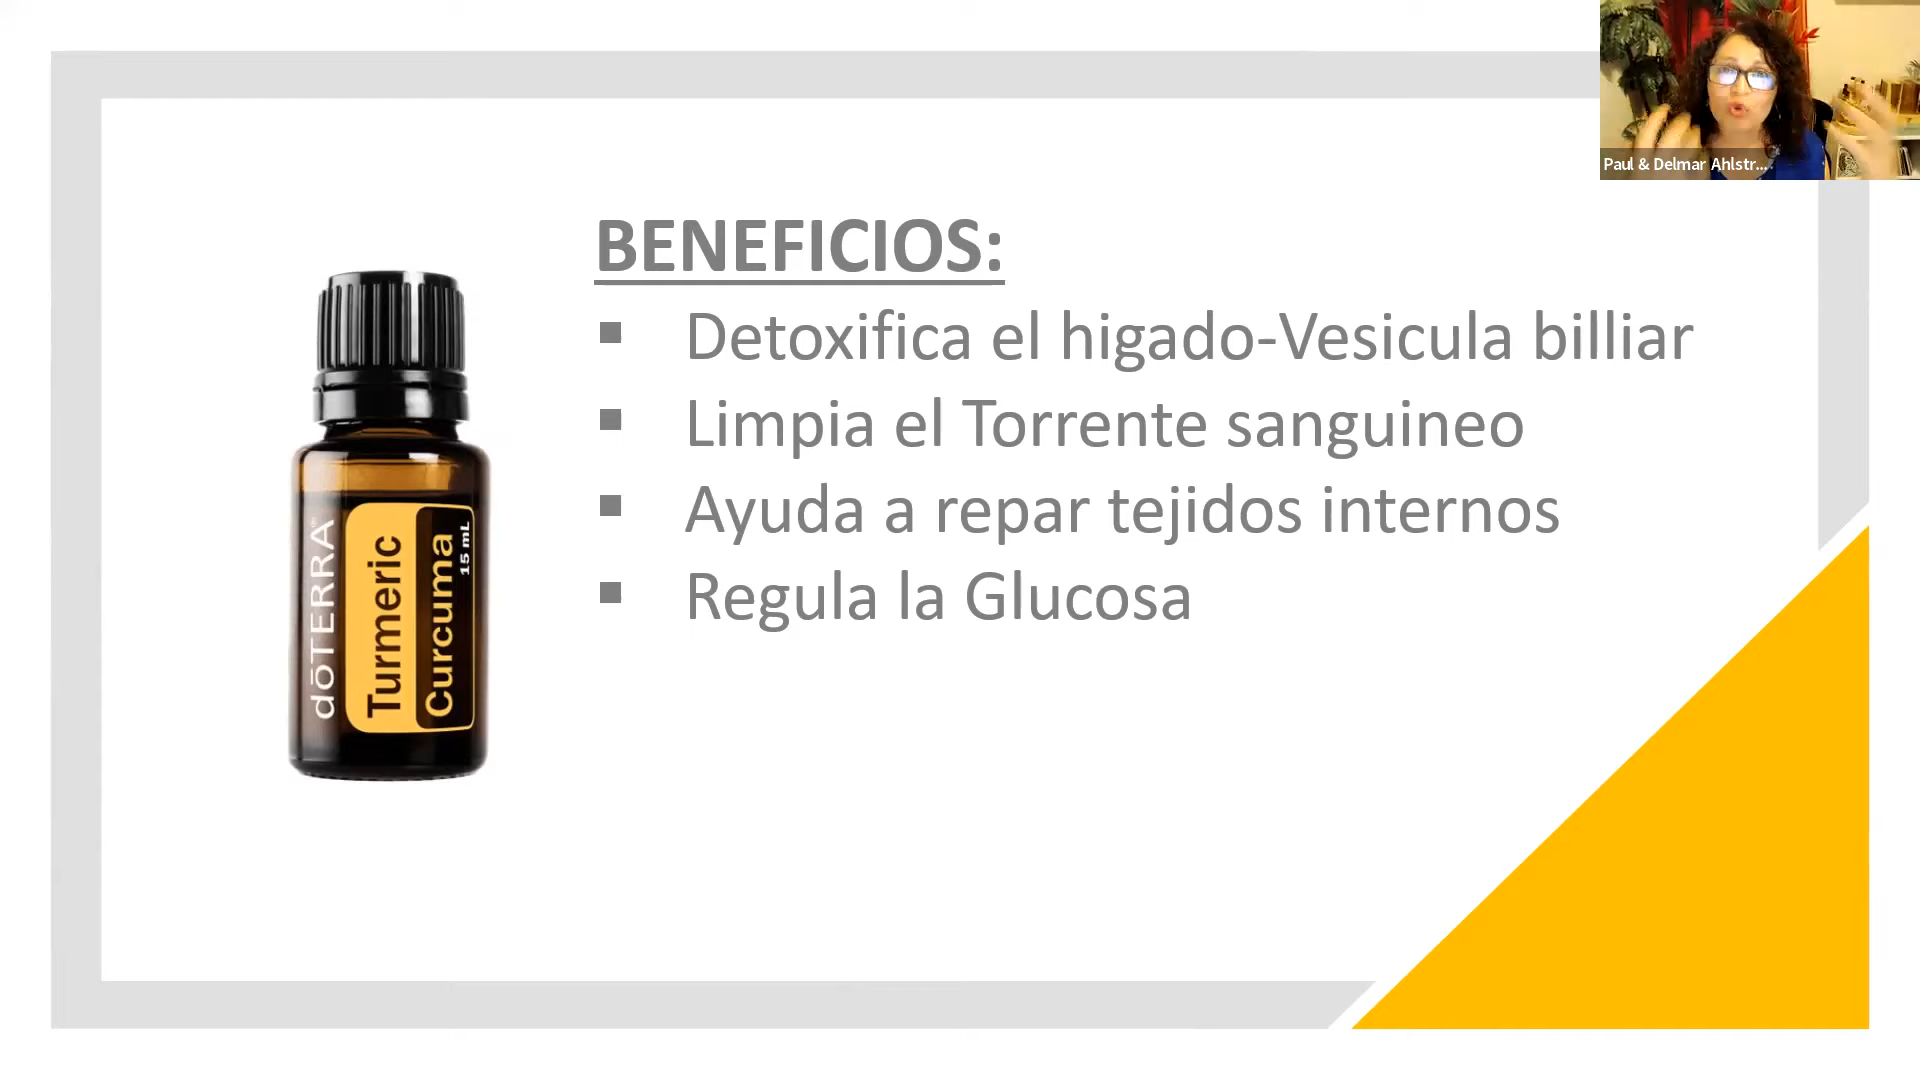 Paul & Delmar Ahlstr...
BENEFICIOS:
▪ Detoxifica el higado-Vesicula billiar
▪ Limpia el Torrente sanguineo
▪ Ayuda a repar tejidos internos
▪ Regula la Glucosa
dōTERRA®
Turmeric
Curcuma
15 mL